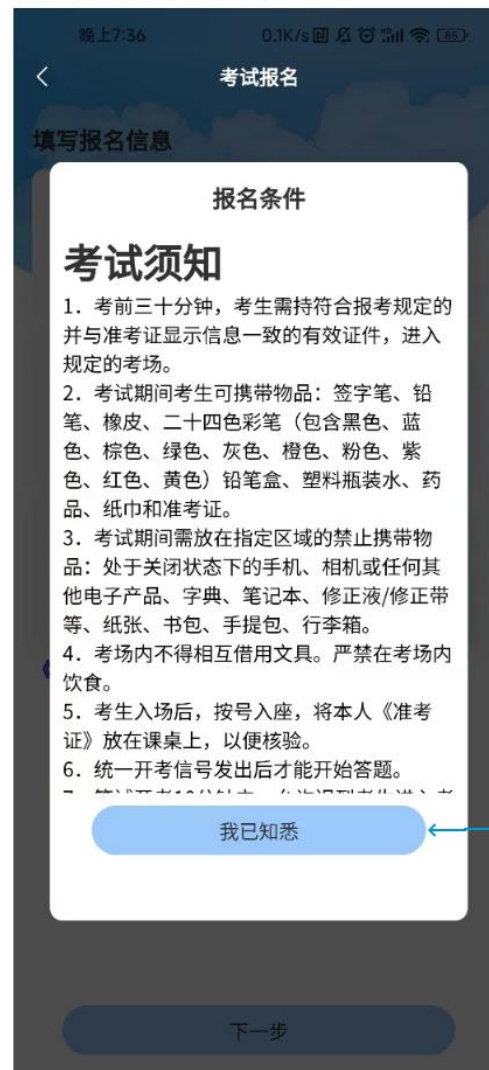 晚上7:36 0.1K/s 85
考试报名
填写报名信息
报名条件
考试须知
1. 考前三十分钟，考生需持符合报考规定的
并与准考证显示信息一致的有效证件，进入
规定的考场。
2. 考试期间考生可携带物品：签字笔、铅
笔、橡皮、二十四色彩笔（包含黑色、蓝
色、棕色、绿色、灰色、橙色、粉色、紫
色、红色、黄色）铅笔盒、塑料瓶装水、药
品、纸巾和准考证。
3. 考试期间需放在指定区域的禁止携带物
品：处于关闭状态下的手机、相机或任何其
他电子产品、字典、笔记本、修正液/修正带
等、纸张、书包、手提包、行李箱。
4. 考场内不得相互借用文具。严禁在考场内
饮食。
5. 考生入场后，按号入座，将本人《准考
证》放在课桌上，以便核验。
6. 统一开考信号发出后才能开始答题。
我已知悉
下一步